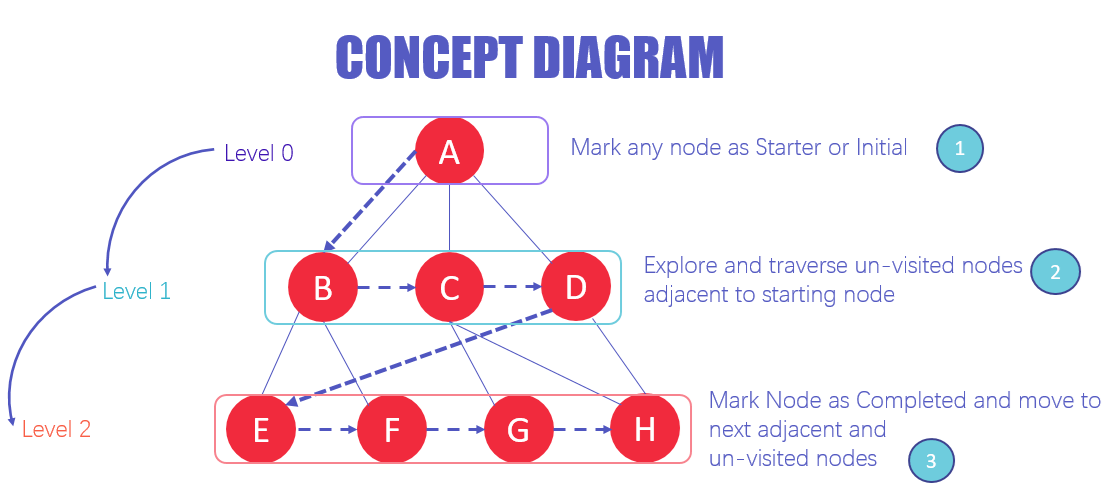 CONCEPT DIAGRAM
Level 0
A
Mark any node as Starter or Initial
1
Level 1
B
C
D
Explore and traverse un-visited nodes
adjacent to starting node
2
Level 2
E
F
G
H
Mark Node as Completed and move to
next adjacent and
un-visited nodes
3